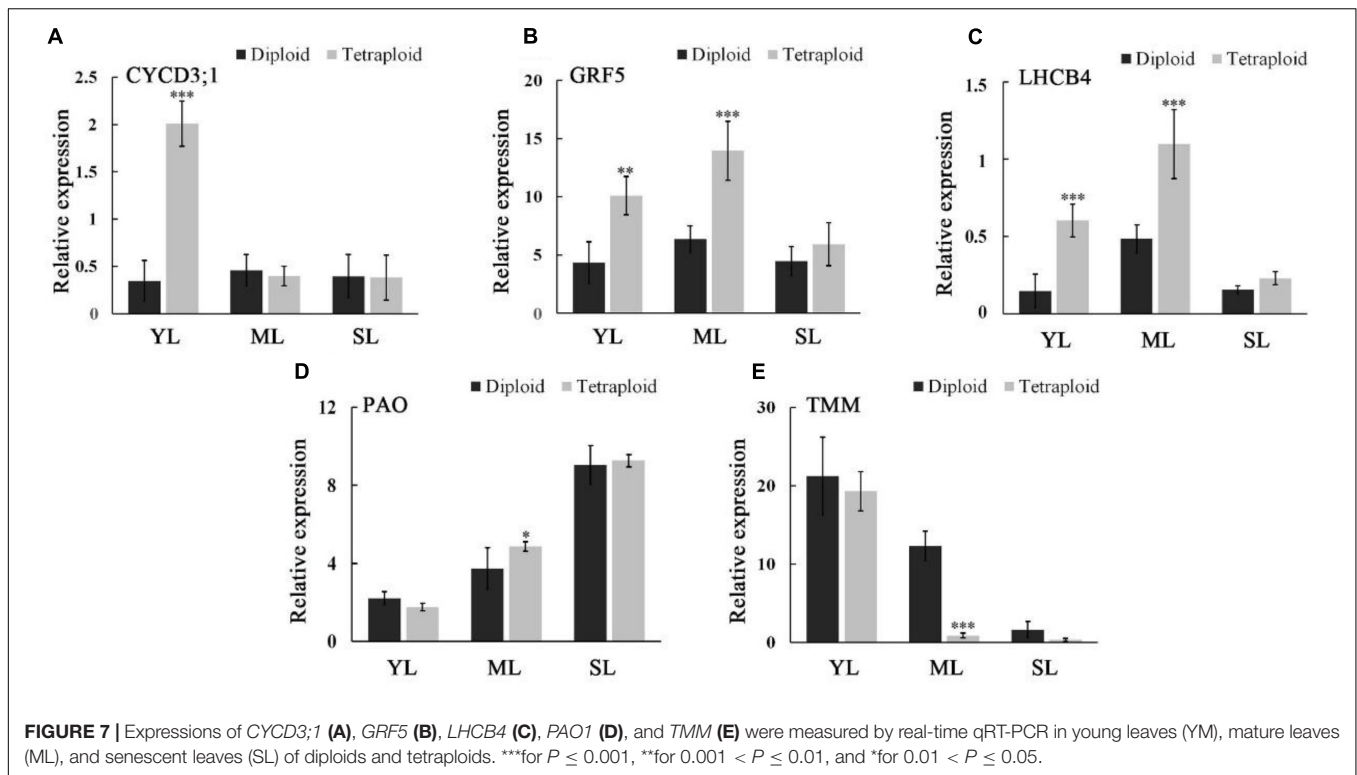 A
Diploid Tetraploid
CYCD3;1
Relative expression
2.5
2
1.5
1
0.5
0
***
YL ML SL
B
Diploid Tetraploid
GRF5
Relative expression
20
15
10
5
0
**
***
YL ML SL
C
Diploid Tetraploid
LHCB4
Relative expression
1.5
1
0.5
0
***
***
YL ML SL
D
Diploid Tetraploid
PAO
Relative expression
12
8
4
0
*
YL ML SL
E
Diploid Tetraploid
TMM
Relative expression
30
20
10
0
***
YL ML SL
FIGURE 7 | Expressions of CYCD3;1 (A), GRF5 (B), LHCB4 (C), PAO1 (D), and TMM (E) were measured by real-time qRT-PCR in young leaves (YM), mature leaves
(ML), and senescent leaves (SL) of diploids and tetraploids. ***for P ≤ 0.001, **for 0.001 < P ≤ 0.01, and *for 0.01 < P ≤ 0.05.